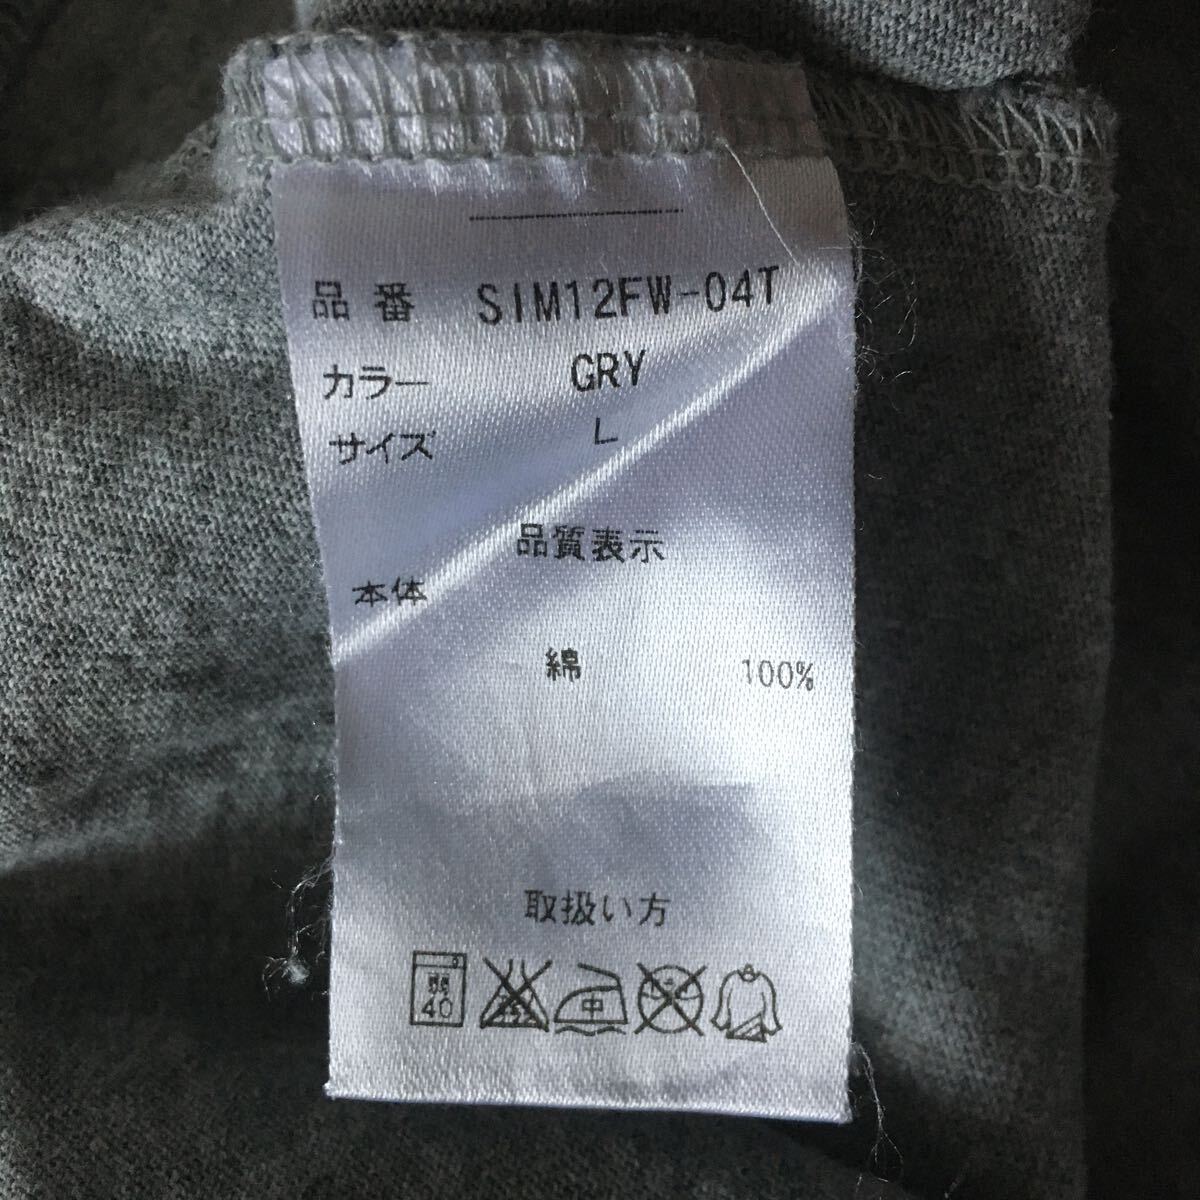 品番 SIM12FW-04T
カラー GRY
サイズ L
品質表示
本体
綿 100%
取扱い方
弱 40 中